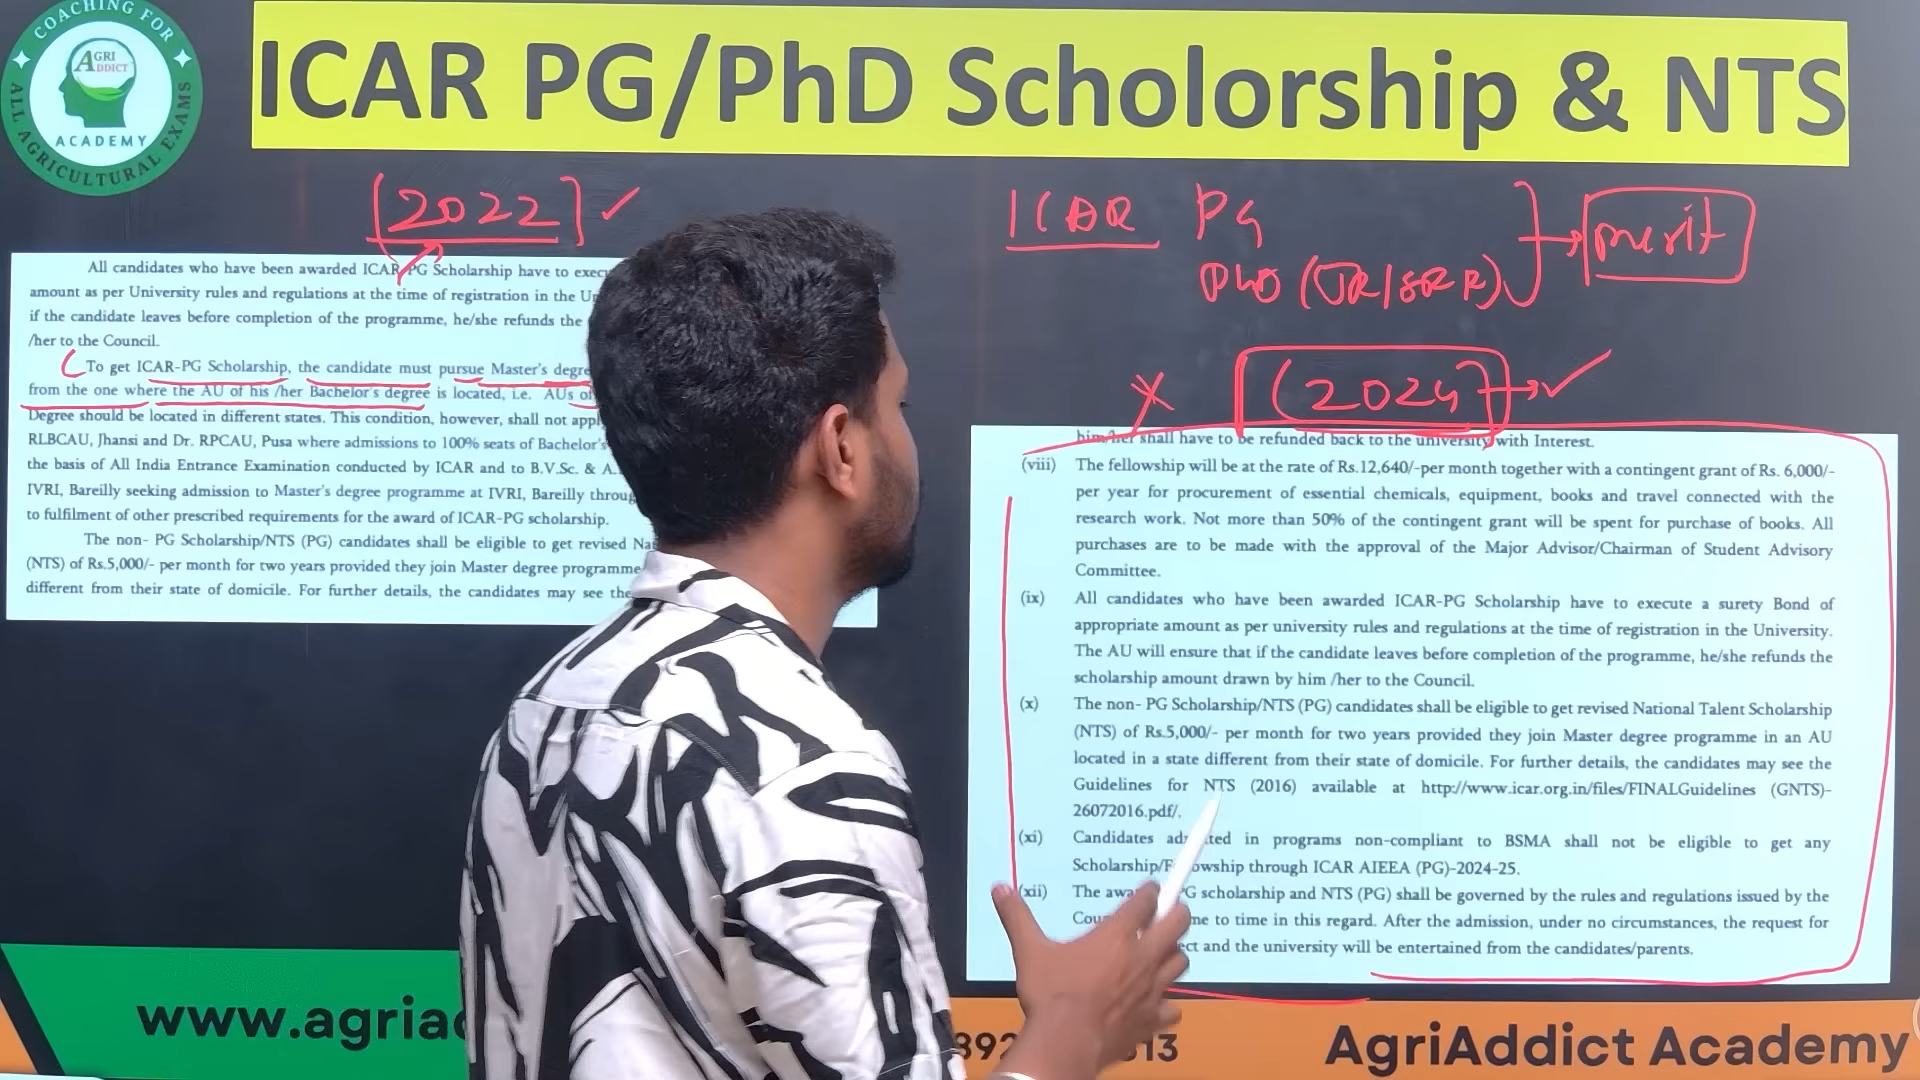 COACHING FOR
ALL AGRICULTURAL EXAMS
AGRI
ADDICT
ACADEMY
ICAR PG/PhD Scholorship & NTS
[2022] ✓
ICAR PG
PhD (JR/SRF)
merit
(2024) ✓
All candidates who have been awarded ICAR-PG Scholarship have to
amount as per University rules and regulations at the time of registration in the
if the candidate leaves before completion of the programme, he/she refunds the
/her to the Council.
To get ICAR-PG Scholarship, the candidate must pursue Master's
from the one where the AU of his /her Bachelor's degree is located, i.e. AUs
Degree should be located in different states. This condition, however, shall not
RLBCAU, Jhansi and Dr. RPCAU, Pusa where admissions to 100% seats of Bachelor's
the basis of All India Entrance Examination conducted by ICAR and to B.V.Sc. &
IVRI, Bareilly seeking admission to Master's degree programme at IVRI, Bareilly
to fulfilment of other prescribed requirements for the award of ICAR-PG scholarship.
The non- PG Scholarship/NTS (PG) candidates shall be eligible to get revised
(NTS) of Rs.5,000/- per month for two years provided they join Master degree programme
different from their state of domicile. For further details, the candidates may see the
him/her shall have to be refunded back to the university with Interest.
(viii) The fellowship will be at the rate of Rs.12,640/-per month together with a contingent grant of Rs. 6,000/-
per year for procurement of essential chemicals, equipment, books and travel connected with the
research work. Not more than 50% of the contingent grant will be spent for purchase of books. All
purchases are to be made with the approval of the Major Advisor/Chairman of Student Advisory
Committee.
(ix) All candidates who have been awarded ICAR-PG Scholarship have to execute a surety Bond of
appropriate amount as per university rules and regulations at the time of registration in the University.
The AU will ensure that if the candidate leaves before completion of the programme, he/she refunds the
scholarship amount drawn by him /her to the Council.
(x) The non- PG Scholarship/NTS (PG) candidates shall be eligible to get revised National Talent Scholarship
(NTS) of Rs.5,000/- per month for two years provided they join Master degree programme in an AU
located in a state different from their state of domicile. For further details, the candidates may see the
Guidelines for NTS (2016) available at http://www.icar.org.in/files/FINALGuidelines (GNTS)-
26072016.pdf/.
(xi) Candidates in programs non-compliant to BSMA shall not be eligible to get any
through ICAR AIEEA (PG)-2024-25.
(xii) The scholarship and NTS (PG) shall be governed by the rules and regulations issued by the
to time in this regard. After the admission, under no circumstances, the request for
and the university will be entertained from the candidates/parents.
www.agria
AgriAddict Academy